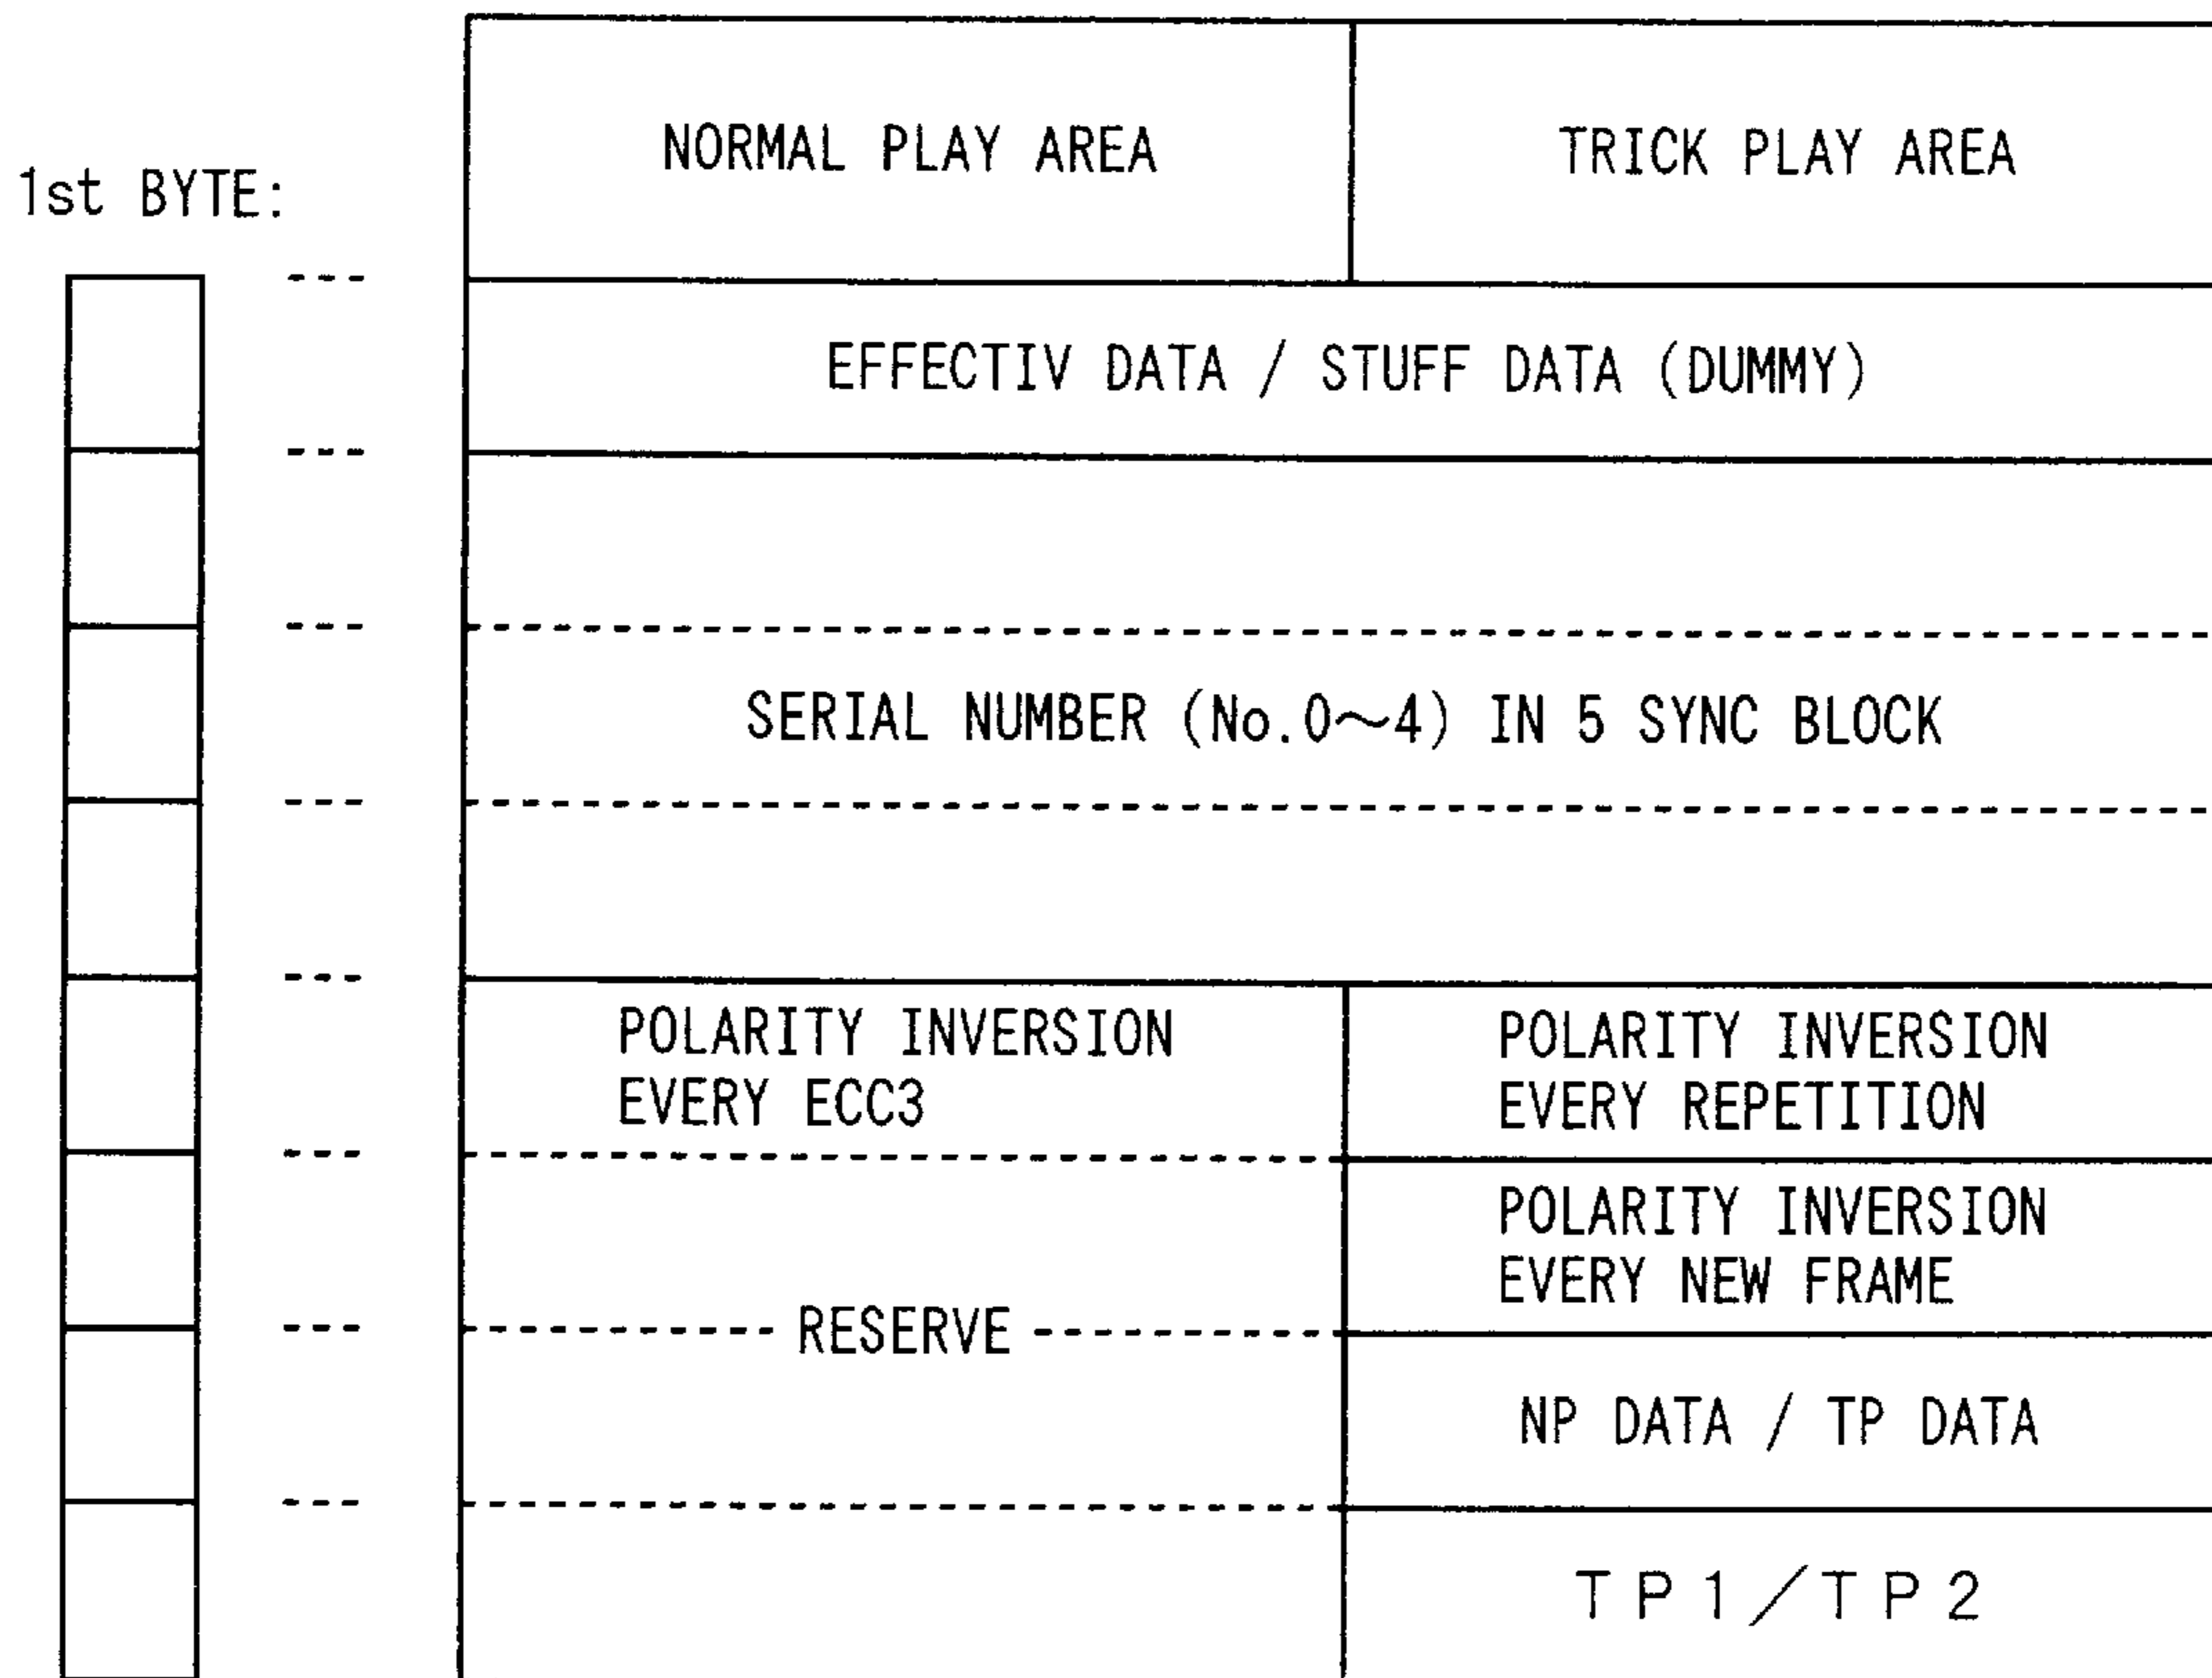 NORMAL PLAY AREA
TRICK PLAY AREA
1st BYTE:
EFFECTIV DATA / STUFF DATA (DUMMY)
SERIAL NUMBER (No.0～4) IN 5 SYNC BLOCK
POLARITY INVERSION
EVERY ECC3
POLARITY INVERSION
EVERY REPETITION
POLARITY INVERSION
EVERY NEW FRAME
RESERVE
NP DATA / TP DATA
TP1／TP2